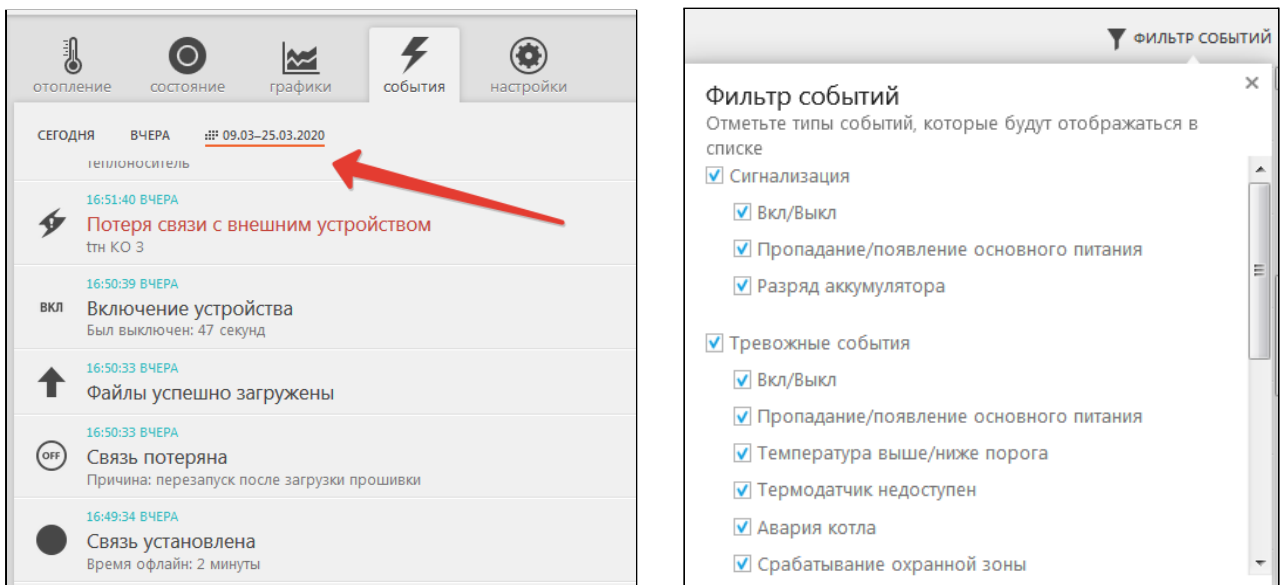 отопление
состояние
графики
события
настройки
СЕГОДНЯ ВЧЕРА 09.03–25.03.2020
теплоноситель
16:51:40 ВЧЕРА
Потеря связи с внешним устройством
tтн КО 3
16:50:39 ВЧЕРА
ВКЛ Включение устройства
Был выключен: 47 секунд
16:50:33 ВЧЕРА
Файлы успешно загружены
16:50:33 ВЧЕРА
OFF Связь потеряна
Причина: перезапуск после загрузки прошивки
16:49:34 ВЧЕРА
Связь установлена
Время офлайн: 2 минуты
ФИЛЬТР СОБЫТИЙ
Фильтр событий
Отметьте типы событий, которые будут отображаться в
списке
Сигнализация
Вкл/Выкл
Пропадание/появление основного питания
Разряд аккумулятора
Тревожные события
Вкл/Выкл
Пропадание/появление основного питания
Температура выше/ниже порога
Термодатчик недоступен
Авария котла
Срабатывание охранной зоны